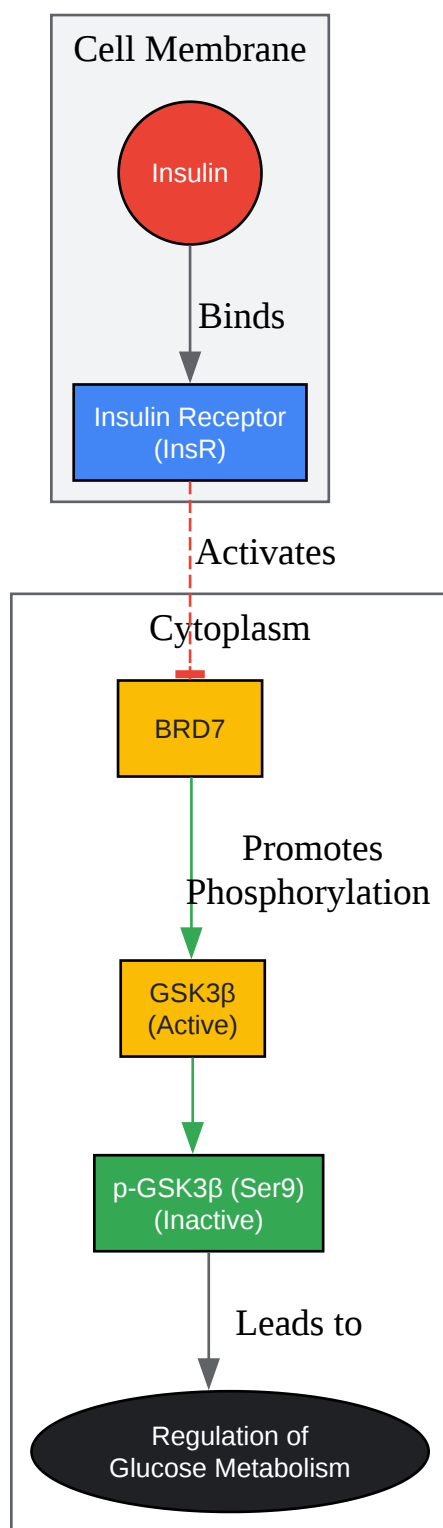 Cell Membrane
Insulin
Binds
Insulin Receptor
(InsR)
Activates
Cytoplasm
BRD7
Promotes
Phosphorylation
GSK3β
(Active)
p-GSK3β (Ser9)
(Inactive)
Leads to
Regulation of
Glucose Metabolism